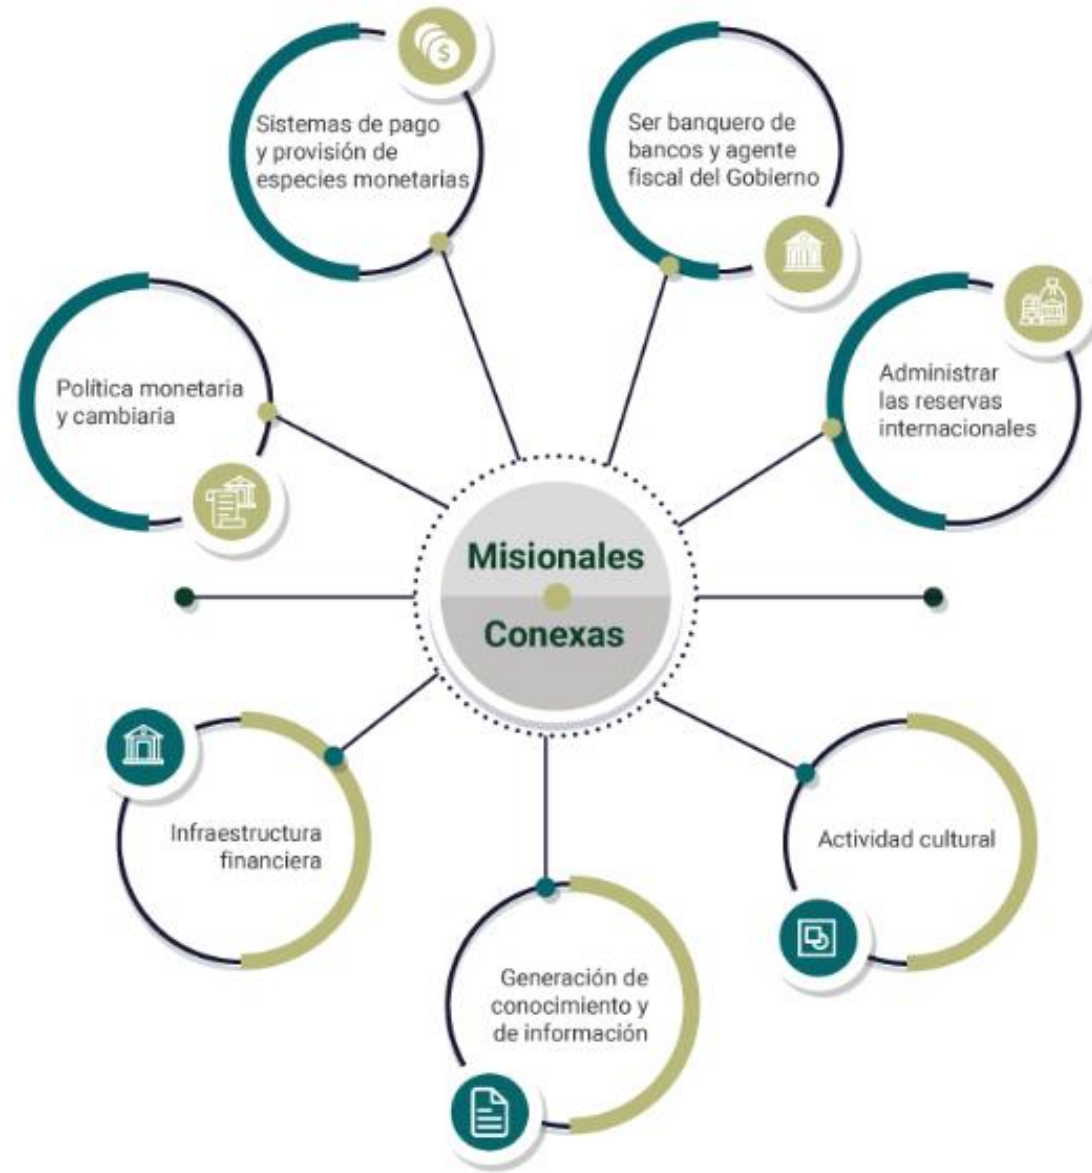 Sistemas de pago
y provisión de
especies monetarias
Ser banquero de
bancos y agente
fiscal del Gobierno
Política monetaria
y cambiaria
Administrar
las reservas
internacionales
Misionales
Conexas
Infraestructura
financiera
Generación de
conocimiento y
de información
Actividad cultural
$